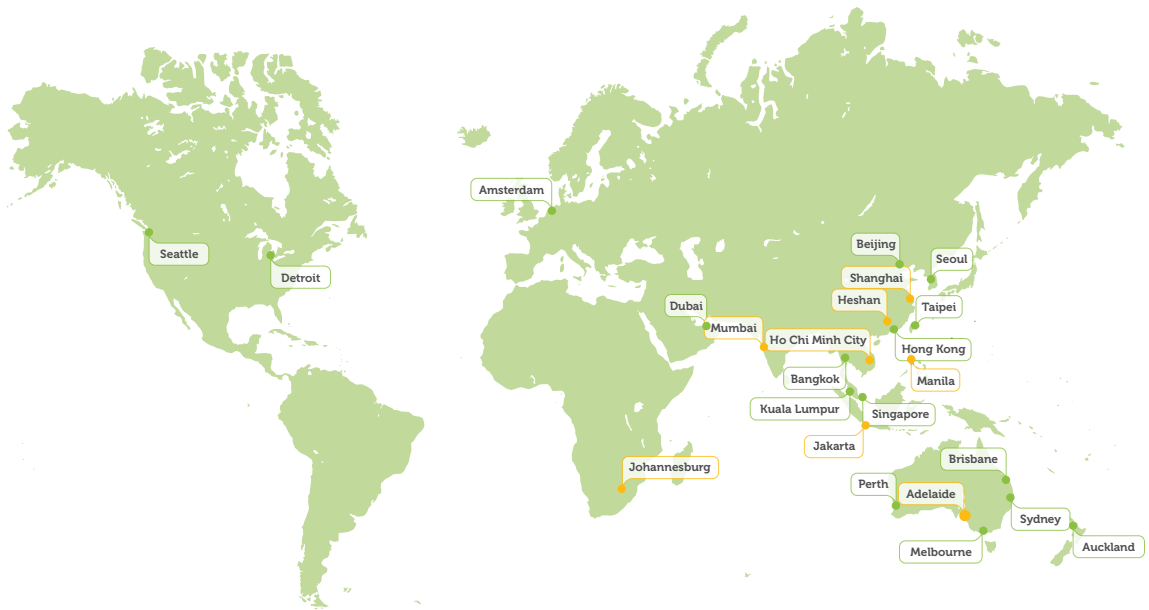 Amsterdam
Beijing
Seattle
Seoul
Detroit
Shanghai
Heshan
Dubai
Taipei
Mumbai
Ho Chi Minh City
Hong Kong
Bangkok
Manila
Kuala Lumpur
Singapore
Jakarta
Brisbane
Johannesburg
Perth
Adelaide
Sydney
Auckland
Melbourne